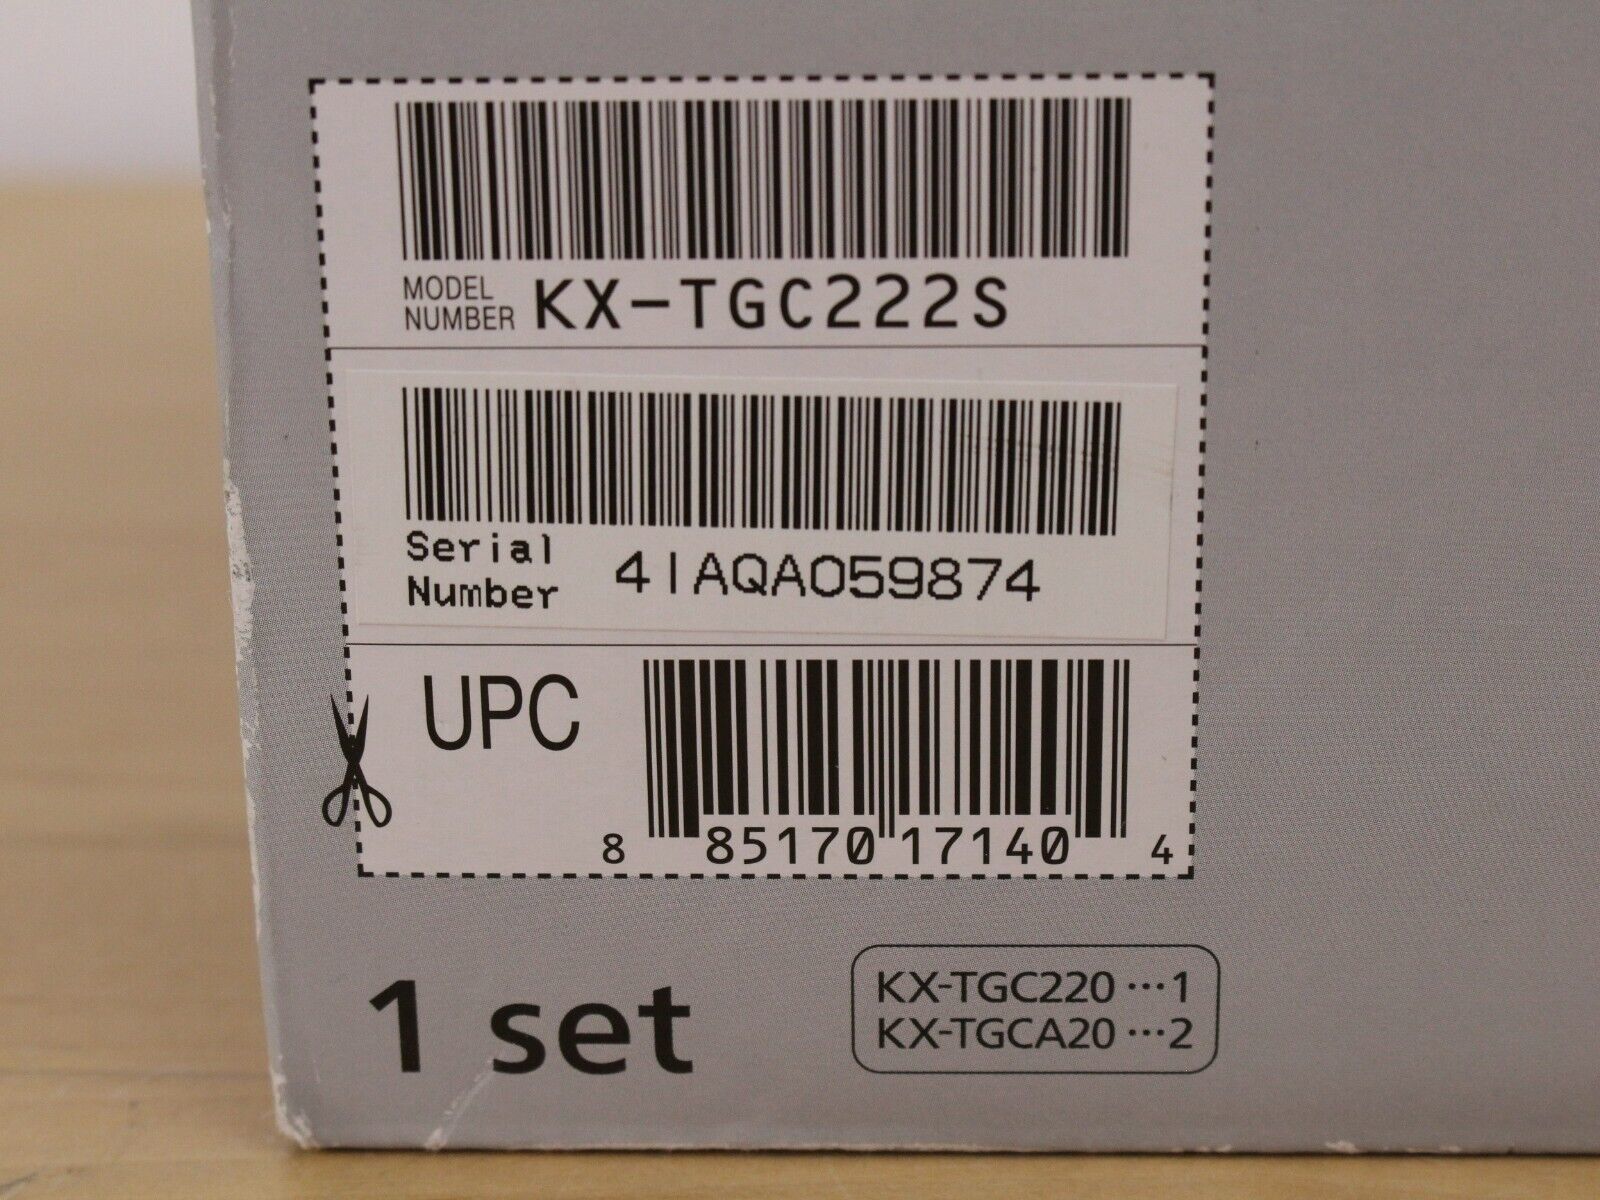 MODEL
NUMBER KX-TGC222S
Serial
Number 4IAQA059874
UPC
8 85170 17140 4
1 set
KX-TGC220 ···1
KX-TGCA20 ···2